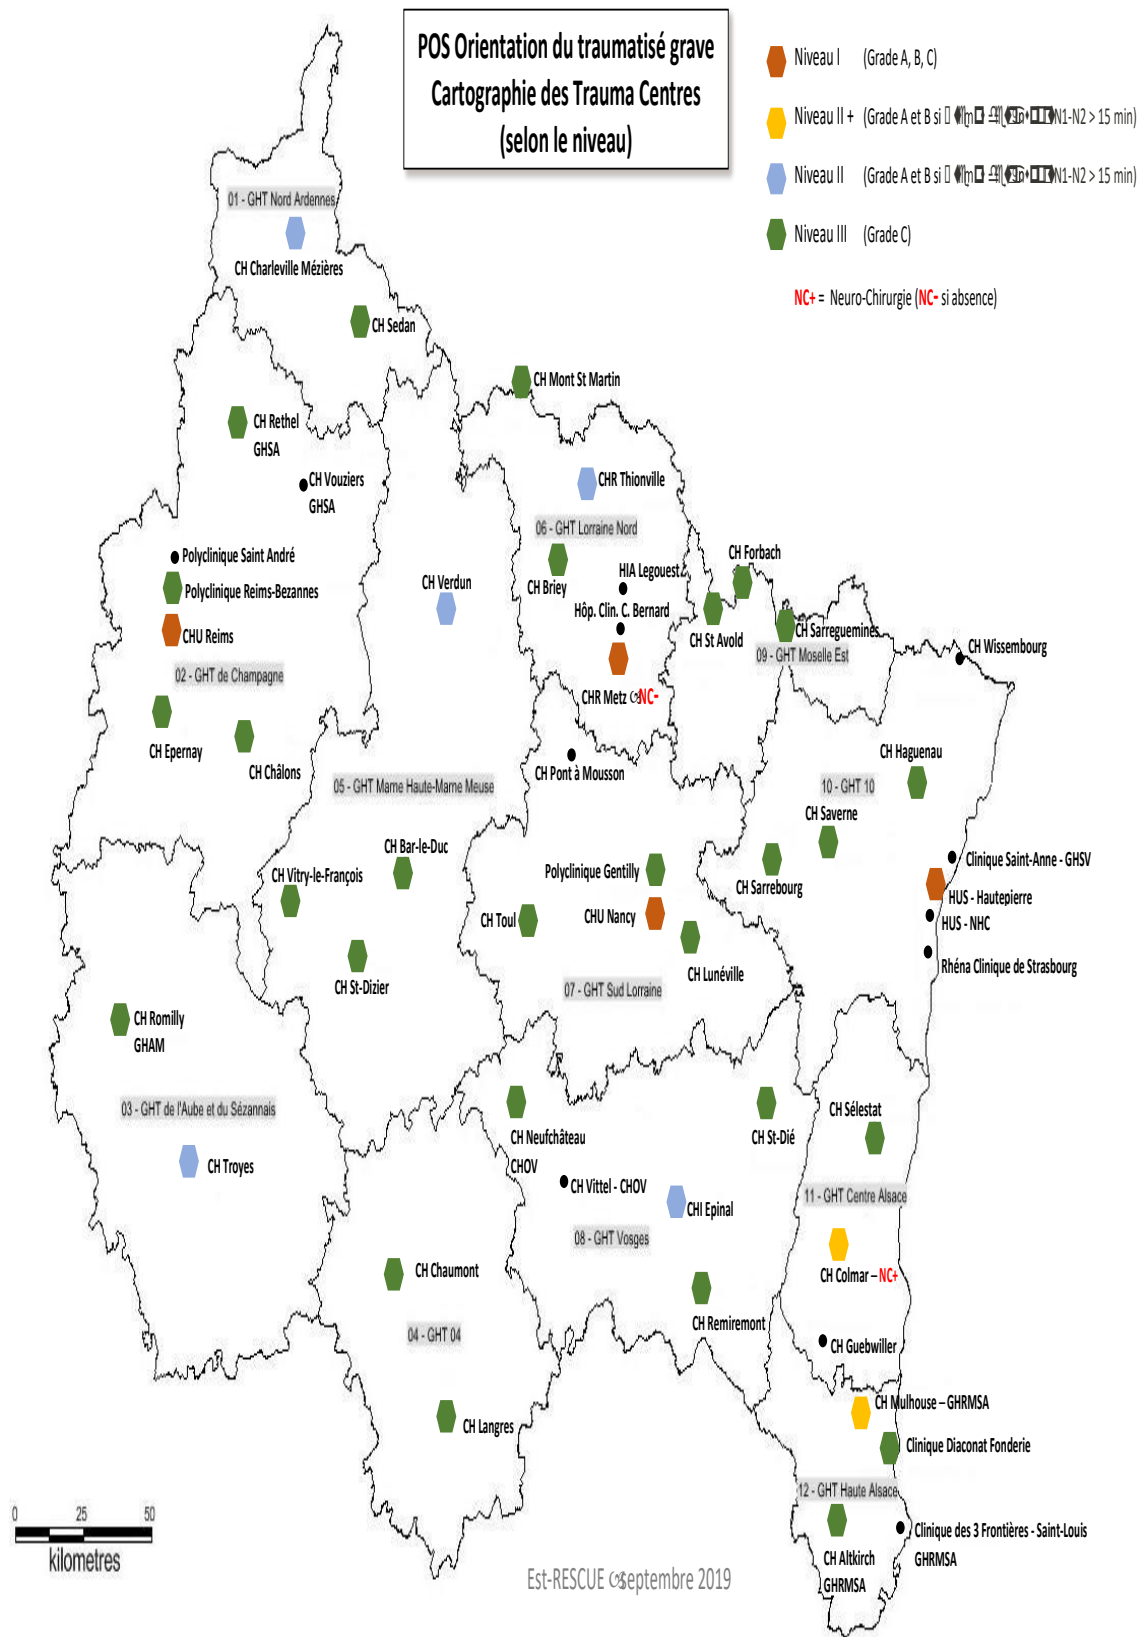 POS Orientation du traumatisé grave
Cartographie des Trauma Centres
(selon le niveau)
Niveau I (Grade A, B, C)
Niveau II + (Grade A et B si N1-N2 > 15 min)
Niveau II (Grade A et B si N1-N2 > 15 min)
Niveau III (Grade C)
NC+ = Neuro-Chirurgie (NC- si absence)
01 - GHT Nord Ardennes
CH Charleville Mézières
CH Sedan
CH Mont St Martin
CH Rethel
GHSA
CH Vouziers
GHSA
CHR Thionville
06 - GHT Lorraine Nord
Polyclinique Saint André
Polyclinique Reims-Bezannes
CHU Reims
02 - GHT de Champagne
CH Epernay
CH Châlons
CH Verdun
CH Briey
HIA Legouest
Hôp. Clin. C. Bernard
CHR Metz NC-
CH Forbach
CH St Avold
CH Sarreguemines
09 - GHT Moselle Est
CH Wissembourg
CH Pont à Mousson
05 - GHT Marne Haute-Marne Meuse
CH Haguenau
10 - GHT 10
CH Saverne
CH Sarrebourg
Clinique Saint-Anne - GHSV
HUS - Hautepierre
HUS - NHC
Rhéna Clinique de Strasbourg
CH Bar-le-Duc
CH Vitry-le-François
CH St-Dizier
Polyclinique Gentilly
CHU Nancy
CH Toul
CH Lunéville
07 - GHT Sud Lorraine
CH Romilly
GHAM
03 - GHT de l'Aube et du Sézannais
CH Troyes
CH Neufchâteau
CHOV
CH Vittel - CHOV
CH St-Dié
CHI Epinal
08 - GHT Vosges
CH Remiremont
CH Sélestat
11 - GHT Centre Alsace
CH Colmar – NC+
CH Guebwiller
CH Chaumont
04 - GHT 04
CH Langres
CH Mulhouse – GHRMSA
Clinique Diaconat Fonderie
12 - GHT Haute Alsace
CH Altkirch
GHRMSA
Clinique des 3 Frontières - Saint-Louis
GHRMSA
0 25 50
kilometres
Est-RESCUE septembre 2019